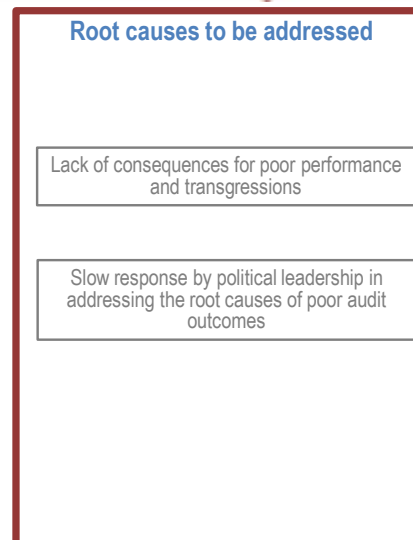 Root causes to be addressed
Lack of consequences for poor performance
and transgressions
Slow response by political leadership in
addressing the root causes of poor audit
outcomes